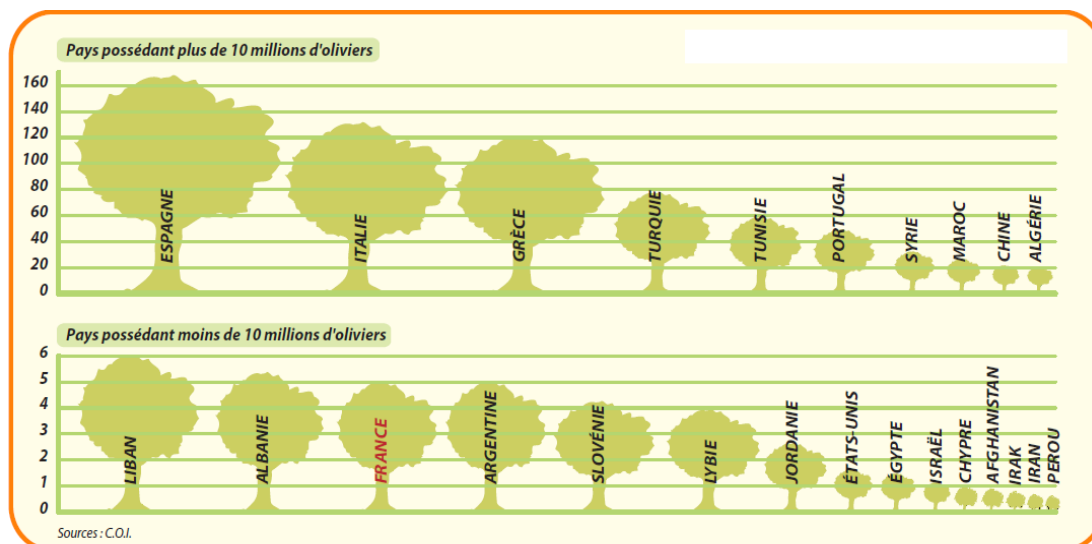 Pays possédant plus de 10 millions d'oliviers
160
140
120
100
80
60
40
20
0
ESPAGNE
ITALIE
GRÈCE
TURQUIE
TUNISIE
PORTUGAL
SYRIE
MAROC
CHINE
ALGÉRIE
Pays possédant moins de 10 millions d'oliviers
6
5
4
3
2
1
0
LIBAN
ALBANIE
FRANCE
ARGENTINE
SLOVÉNIE
LYBIE
JORDANIE
ÉTATS-UNIS
ÉGYPTE
ISRAËL
CHYPRE
AFGHANISTAN
IRAK
IRAN
PEROU
Sources : C.O.I.